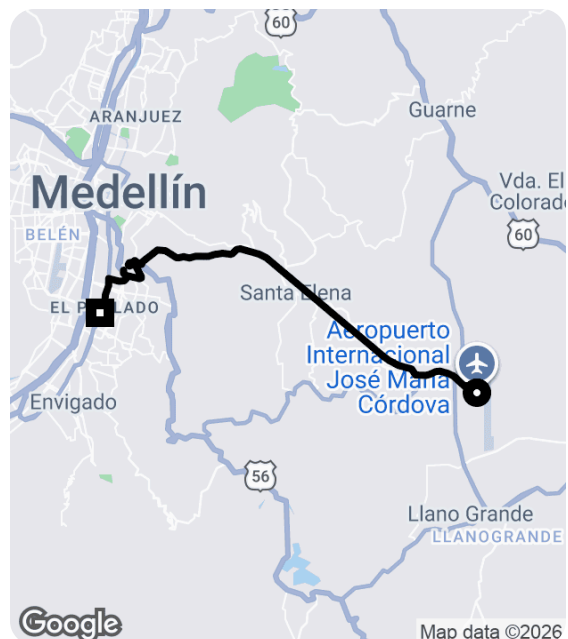 60
ARANJUEZ
Guarne
Medellín
Vda. El
Colorado
BELÉN
60
Santa Elena
EL POBLADO
Aeropuerto
Internacional
José María
Córdova
Envigado
56
Llano Grande
LLANOGRANDE
Google
Map data ©2026